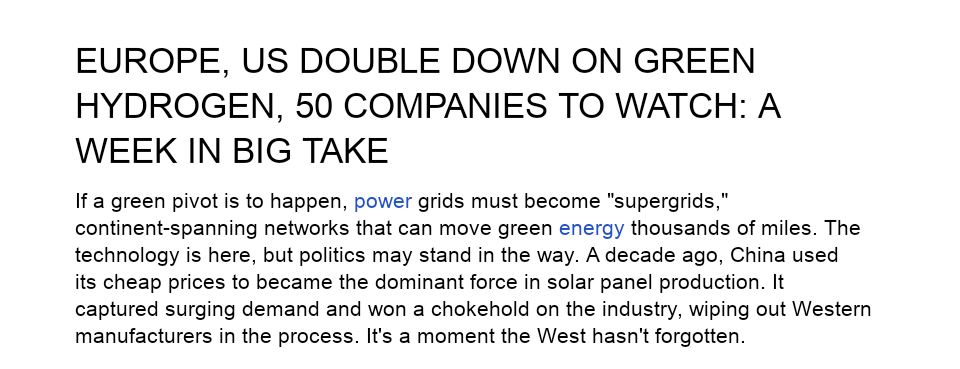 EUROPE, US DOUBLE DOWN ON GREEN
HYDROGEN, 50 COMPANIES TO WATCH: A
WEEK IN BIG TAKE
If a green pivot is to happen, power grids must become "supergrids,"
continent-spanning networks that can move green energy thousands of miles. The
technology is here, but politics may stand in the way. A decade ago, China used
its cheap prices to became the dominant force in solar panel production. It
captured surging demand and won a chokehold on the industry, wiping out Western
manufacturers in the process. It's a moment the West hasn't forgotten.